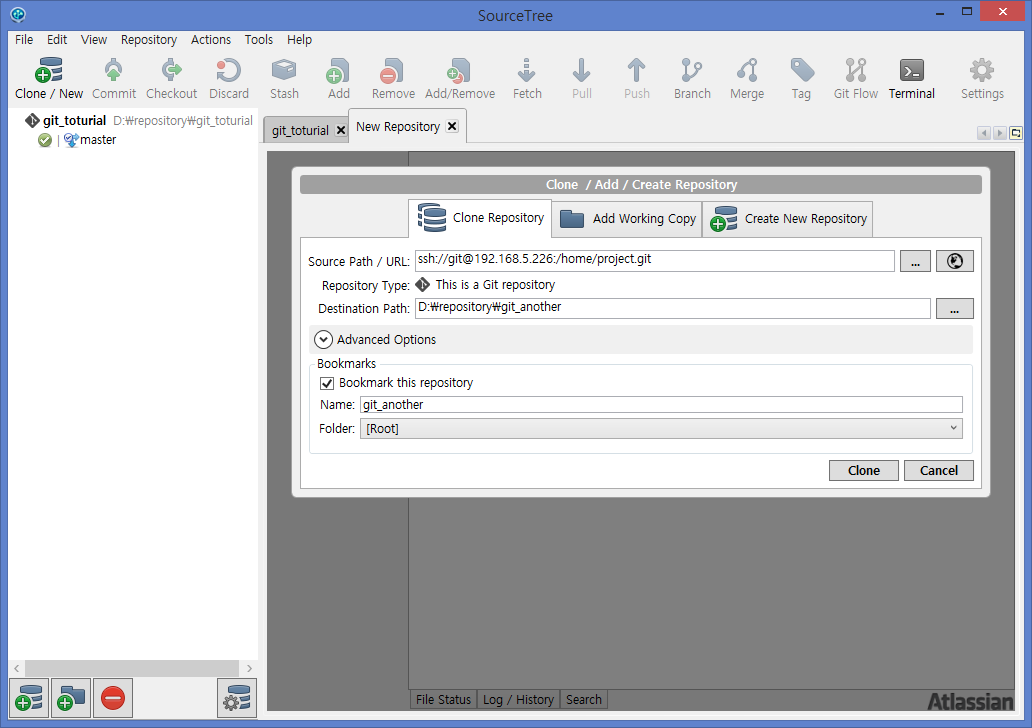 SourceTree
File Edit View Repository Actions Tools Help
Clone / New Commit Checkout Discard Stash Add Remove Add/Remove Fetch Pull Push Branch Merge Tag Git Flow Terminal Settings
git_toturial D:₩repository₩git_toturial
master
git_toturial New Repository
Clone / Add / Create Repository
Clone Repository Add Working Copy Create New Repository
Source Path / URL: ssh://git@192.168.5.226:/home/project.git ...
Repository Type: This is a Git repository
Destination Path: D:₩repository₩git_another ...
Advanced Options
Bookmarks
Bookmark this repository
Name: git_another
Folder: [Root]
Clone Cancel
File Status Log / History Search
Atlassian